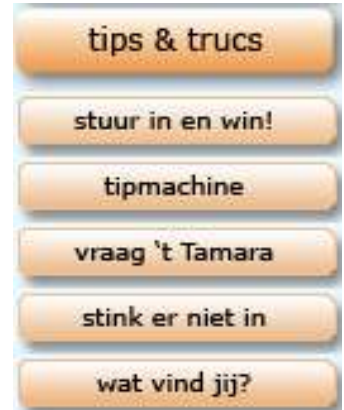 tips & trucs
stuur in en win!
tipmachine
vraag 't Tamara
stink er niet in
wat vind jij?